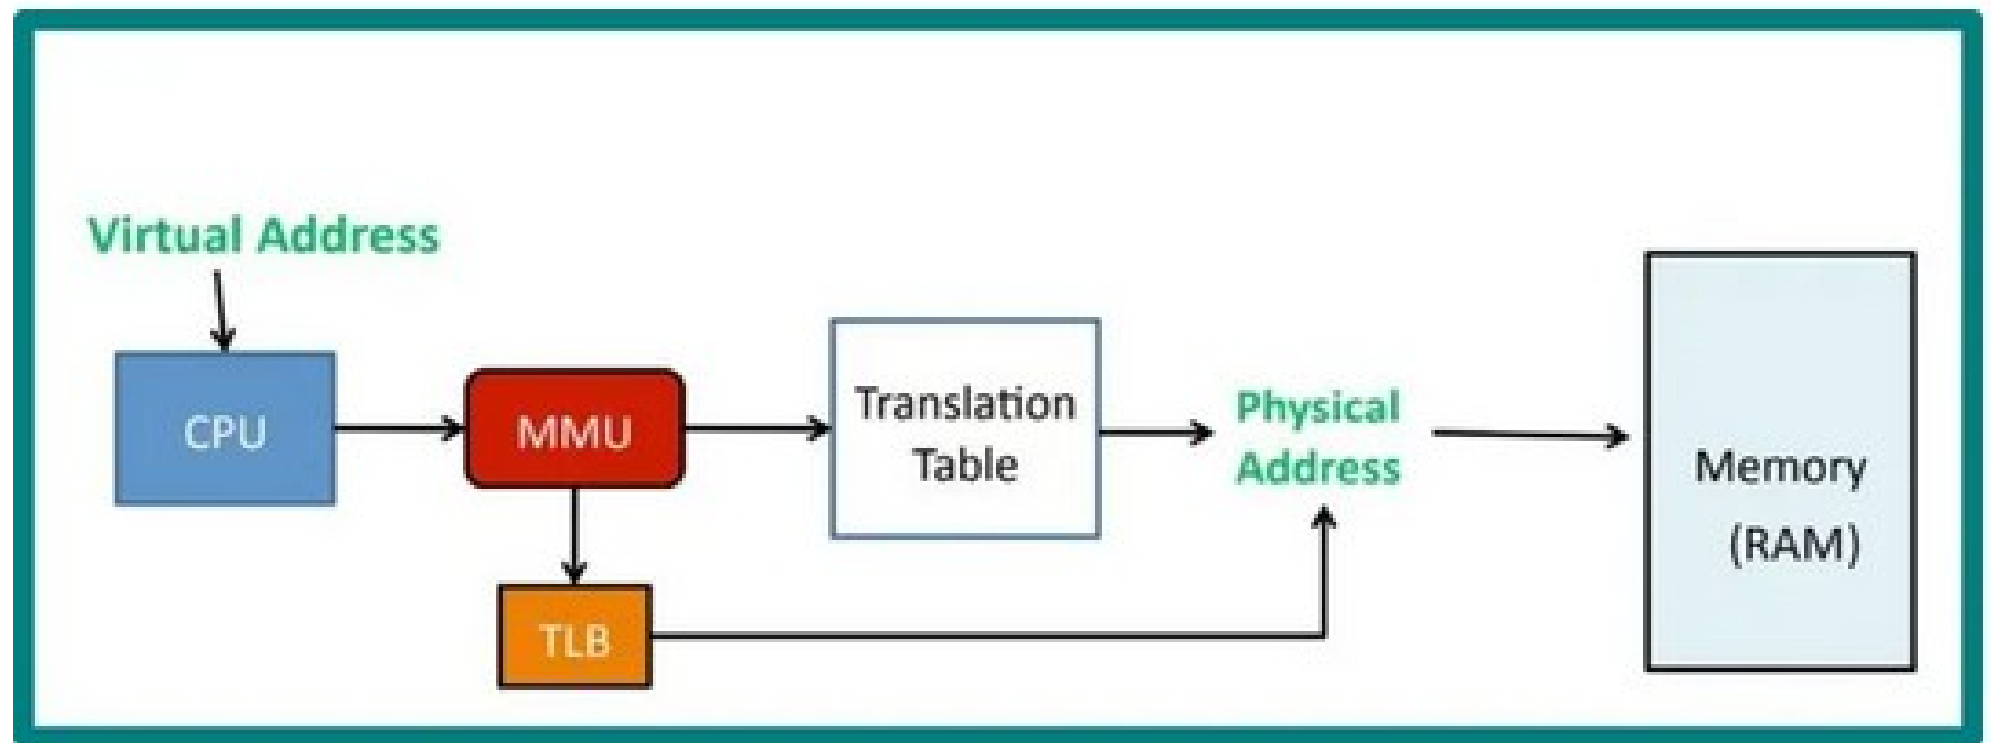 Virtual Address
CPU
MMU
Translation
Table
Physical
Address
Memory
(RAM)
TLB